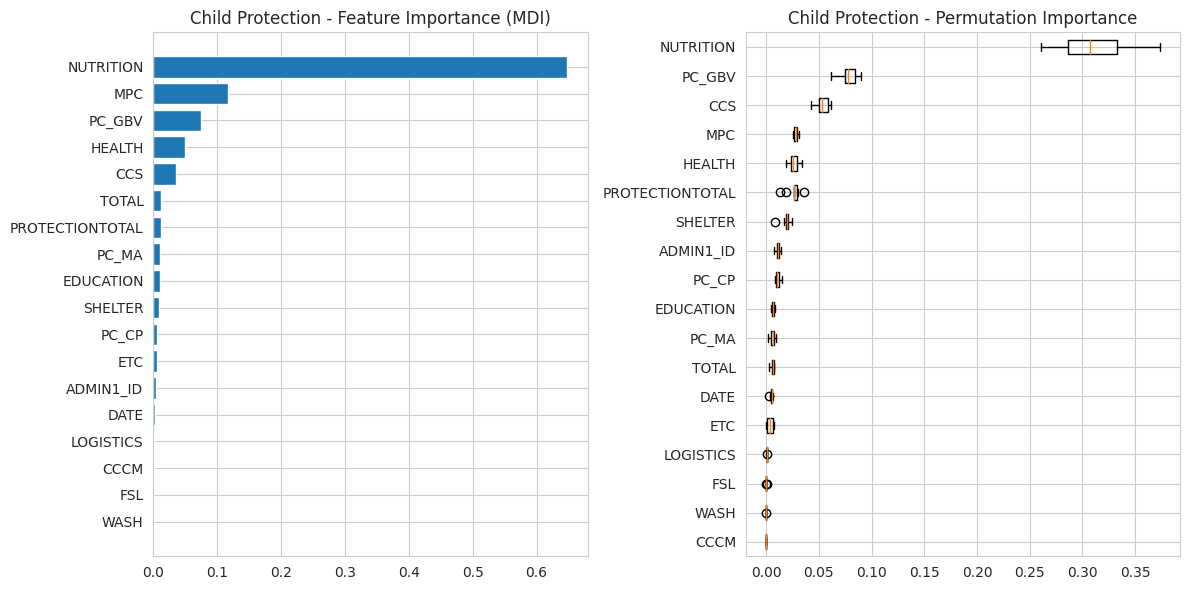 Child Protection - Feature Importance (MDI)
NUTRITION
MPC
PC_GBV
HEALTH
CCS
TOTAL
PROTECTIONTOTAL
PC_MA
EDUCATION
SHELTER
PC_CP
ETC
ADMIN1_ID
DATE
LOGISTICS
CCCM
FSL
WASH
0.0 0.1 0.2 0.3 0.4 0.5 0.6
Child Protection - Permutation Importance
NUTRITION
PC_GBV
CCS
MPC
HEALTH
PROTECTIONTOTAL
SHELTER
ADMIN1_ID
PC_CP
EDUCATION
PC_MA
TOTAL
DATE
ETC
LOGISTICS
FSL
WASH
CCCM
0.00 0.05 0.10 0.15 0.20 0.25 0.30 0.35